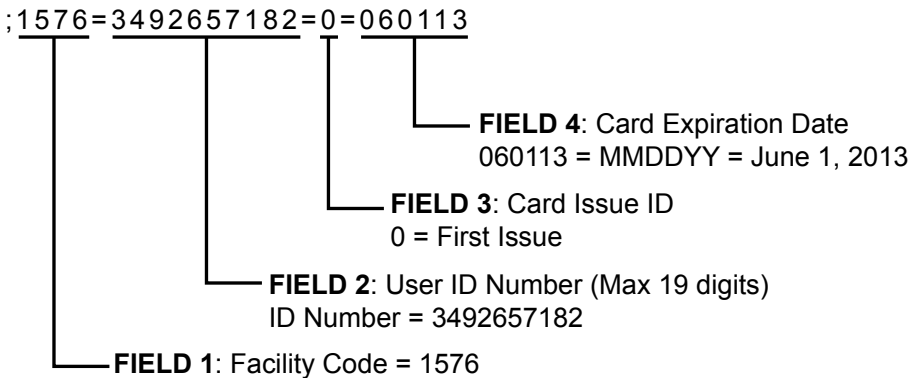 ;1576=3492657182=0=060113
FIELD 4: Card Expiration Date
060113 = MMDDYY = June 1, 2013
FIELD 3: Card Issue ID
0 = First Issue
FIELD 2: User ID Number (Max 19 digits)
ID Number = 3492657182
FIELD 1: Facility Code = 1576